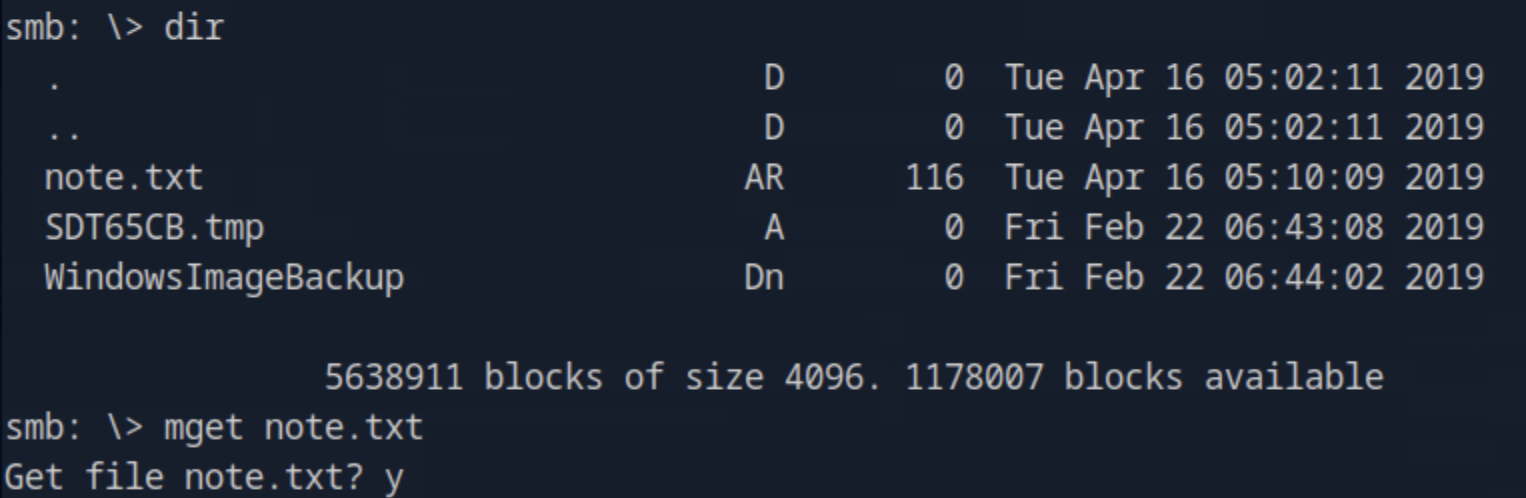 smb: \> dir
. D 0 Tue Apr 16 05:02:11 2019
.. D 0 Tue Apr 16 05:02:11 2019
note.txt AR 116 Tue Apr 16 05:10:09 2019
SDT65CB.tmp A 0 Fri Feb 22 06:43:08 2019
WindowsImageBackup Dn 0 Fri Feb 22 06:44:02 2019
5638911 blocks of size 4096. 1178007 blocks available
smb: \> mget note.txt
Get file note.txt? y